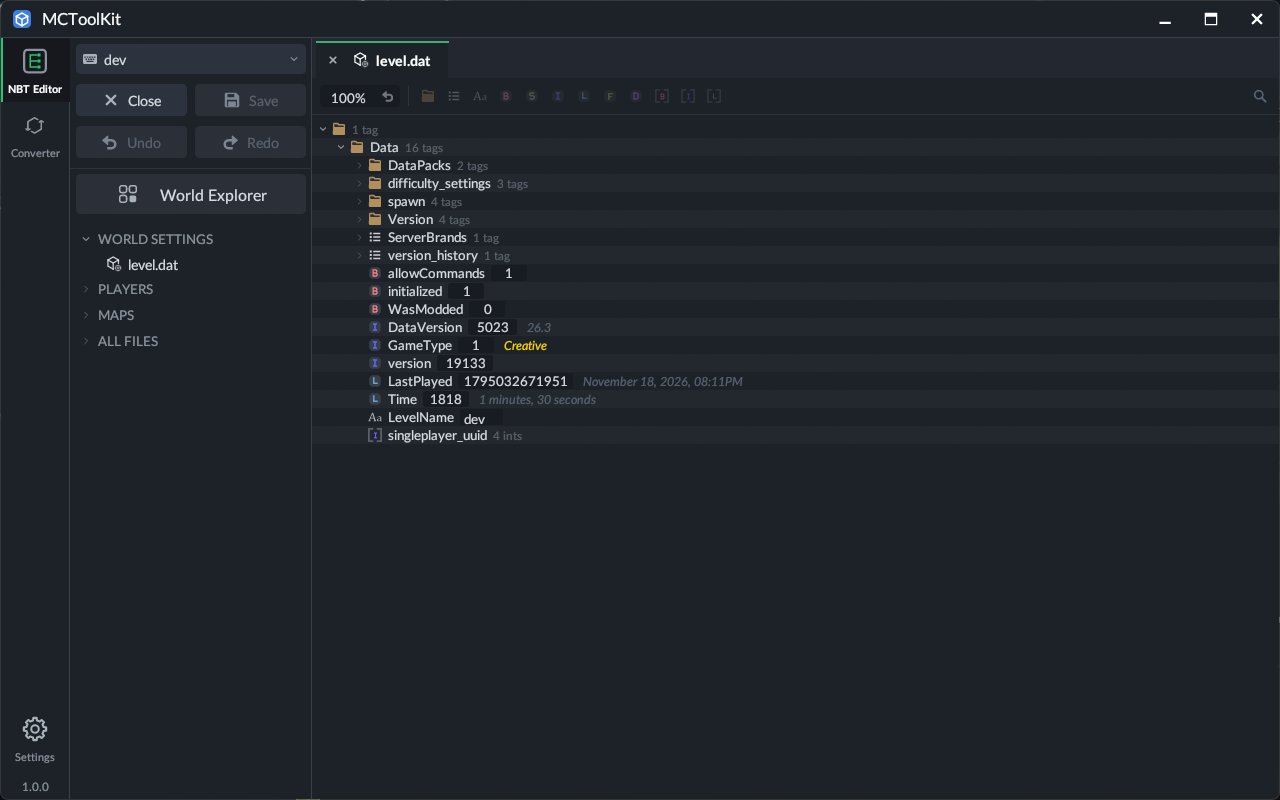 MCToolKit
NBT Editor
Converter
Settings
1.0.0
dev
Close
Save
Undo
Redo
World Explorer
WORLD SETTINGS
level.dat
PLAYERS
MAPS
ALL FILES
level.dat
100%
Aa B S I L F D [B] [I] [L]
1 tag
Data 16 tags
DataPacks 2 tags
difficulty_settings 3 tags
spawn 4 tags
Version 4 tags
ServerBrands 1 tag
version_history 1 tag
B allowCommands 1
B initialized 1
B WasModded 0
I DataVersion 5023 26.3
I GameType 1 Creative
I version 19133
L LastPlayed 1795032671951 November 18, 2026, 08:11PM
L Time 1818 1 minutes, 30 seconds
Aa LevelName dev
[I] singleplayer_uuid 4 ints